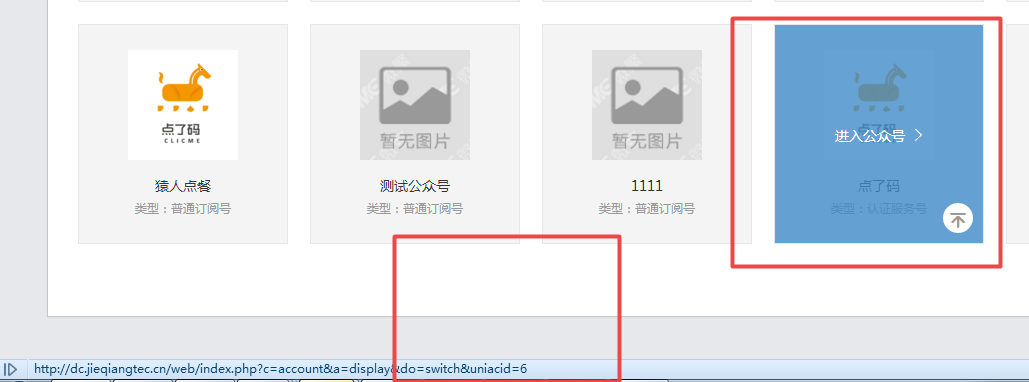 点了码
CLICME
猿人点餐
类型：普通订阅号
暂无图片
测试公众号
类型：普通订阅号
暂无图片
1111
类型：普通订阅号
进入公众号
点了码
类型：认证服务号
http://dc.jieqiangtec.cn/web/index.php?c=account&a=display&do=switch&uniacid=6